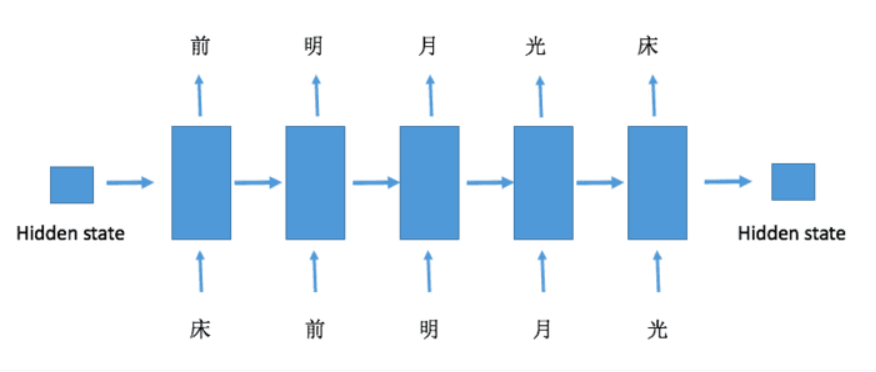 前 明 月 光 床
Hidden state Hidden state
床 前 明 月 光